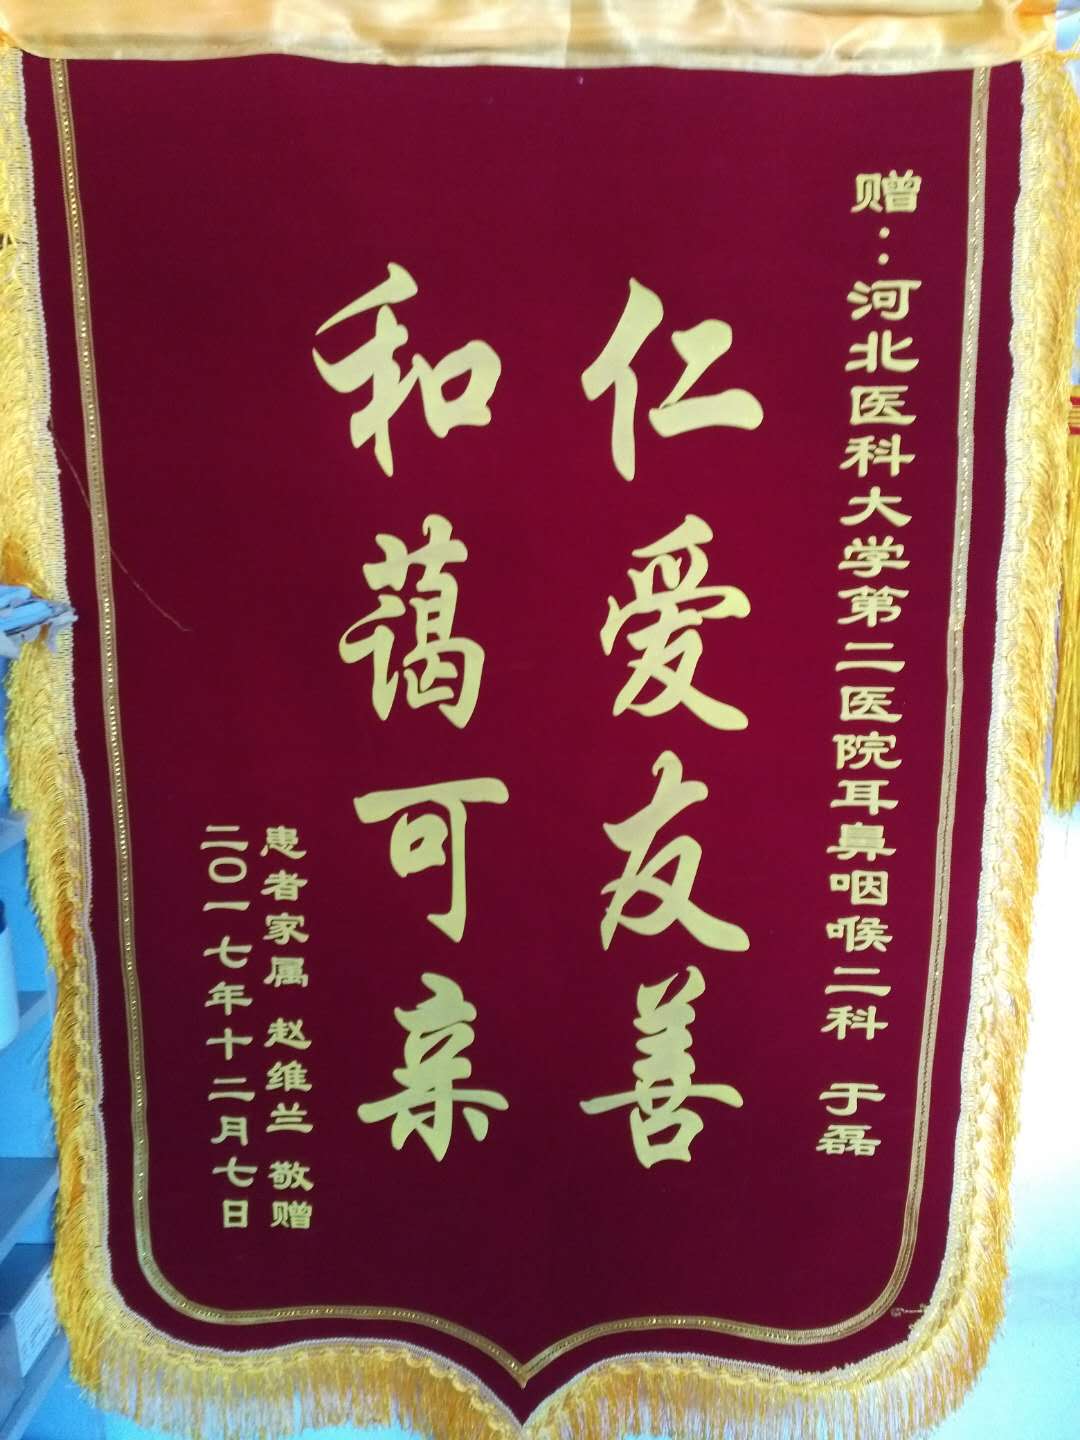 赠：河北医科大学第二医院耳鼻咽喉二科 于磊
仁爱友善
和蔼可亲
患者家属 赵维兰 敬赠
二〇一七年十二月七日